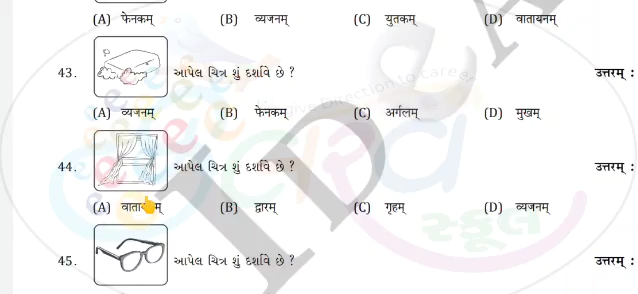 (A) फेनकम् (B) व्यजनम् (C) युतकम् (D) वातायनम्
43. આપેલ ચિત્ર શું દર્શાવે છે ? उत्तरम् :
(A) व्यजनम् (B) फेनकम् (C) अर्गलम् (D) मुखम्
44. આપેલ ચિત્ર શું દર્શાવે છે ? उत्तरम् :
(A) (B) द्वारम् (C) गृहम् (D) व्यजनम्
45. આપેલ ચિત્ર શું દર્શાવે છે ? उत्तरम् :